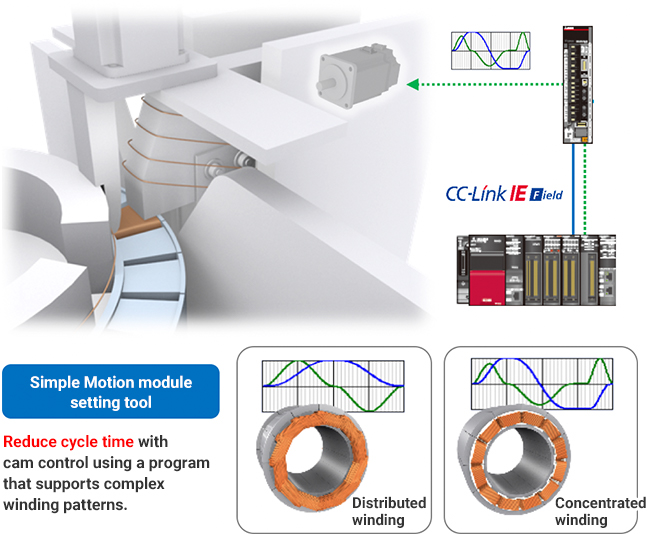 CC-Link IE Field
Simple Motion module
setting tool
Reduce cycle time with
cam control using a program
that supports complex
winding patterns.
Distributed
winding
Concentrated
winding